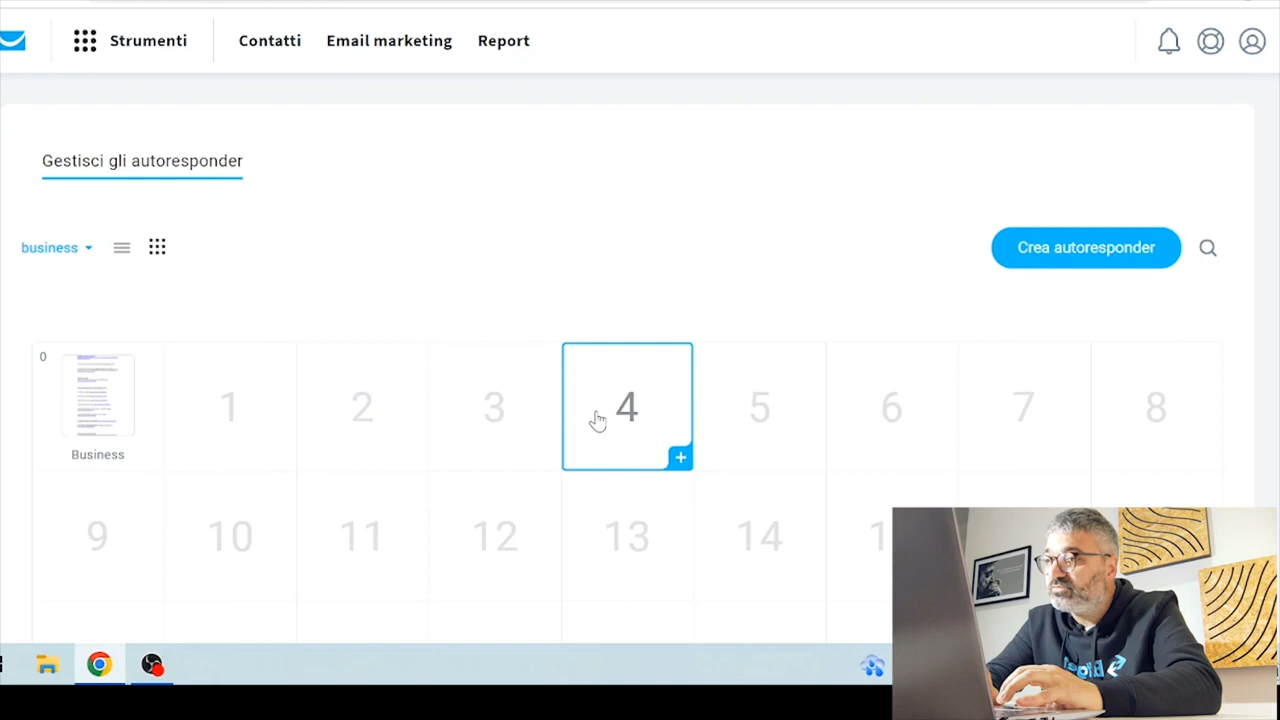 Strumenti Contatti Email marketing Report
Gestisci gli autoresponder
business Crea autoresponder
0 1 2 3 4 5 6 7 8
Business
9 10 11 12 13 14